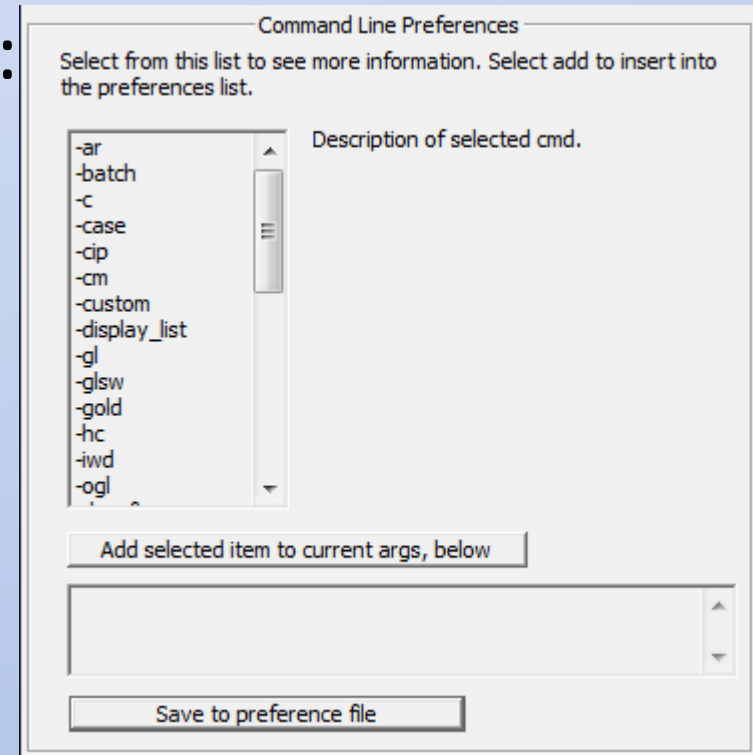 Command Line Preferences
Select from this list to see more information. Select add to insert into
the preferences list.
-ar
Description of selected cmd.
-batch
-c
-case
-cip
-cm
-custom
-display_list
-gl
-glsw
-gold
-hc
-iwd
-ogl
Add selected item to current args, below
Save to preference file